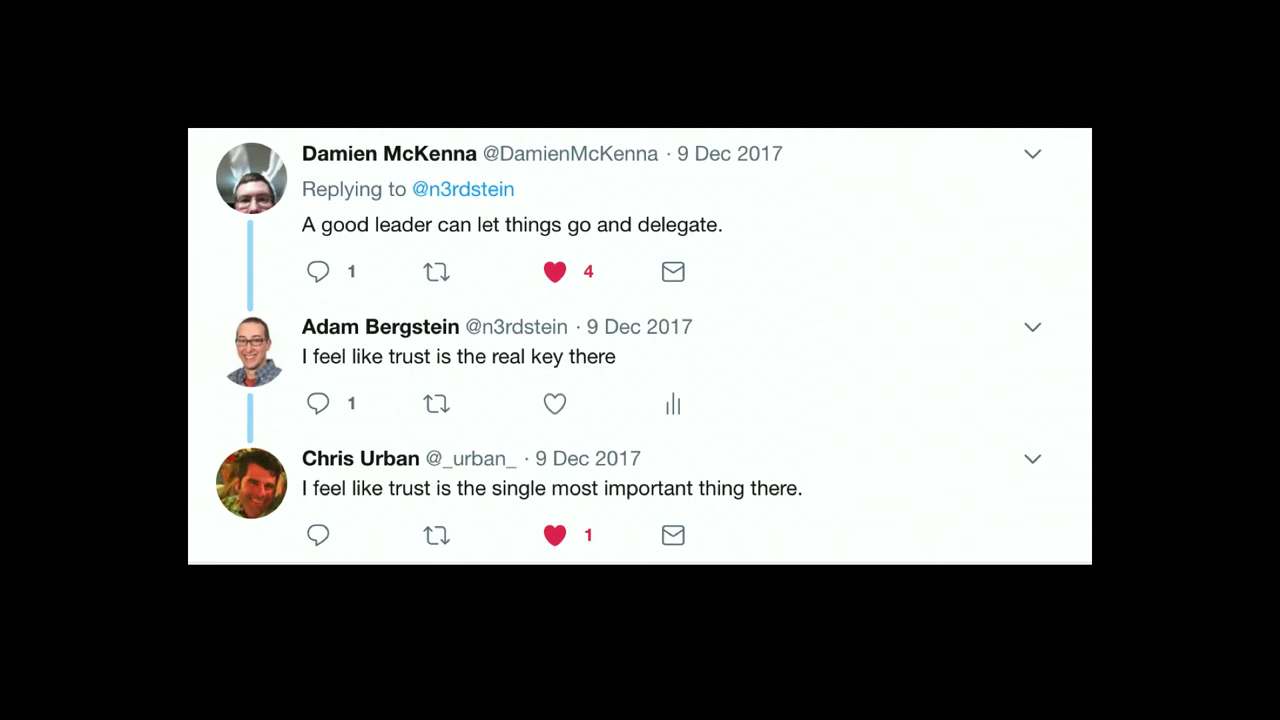 Damien McKenna @DamienMcKenna · 9 Dec 2017
Replying to @n3rdstein
A good leader can let things go and delegate.
1 4
Adam Bergstein @n3rdstein · 9 Dec 2017
I feel like trust is the real key there
1
Chris Urban @_urban_ · 9 Dec 2017
I feel like trust is the single most important thing there.
1